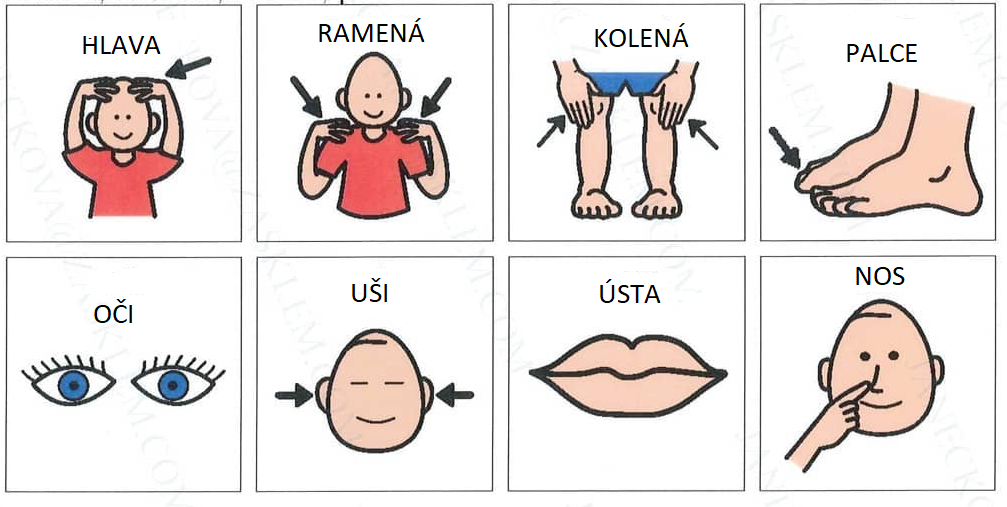 HLAVA
RAMENÁ
KOLENÁ
PALCE
OČI
UŠI
ÚSTA
NOS